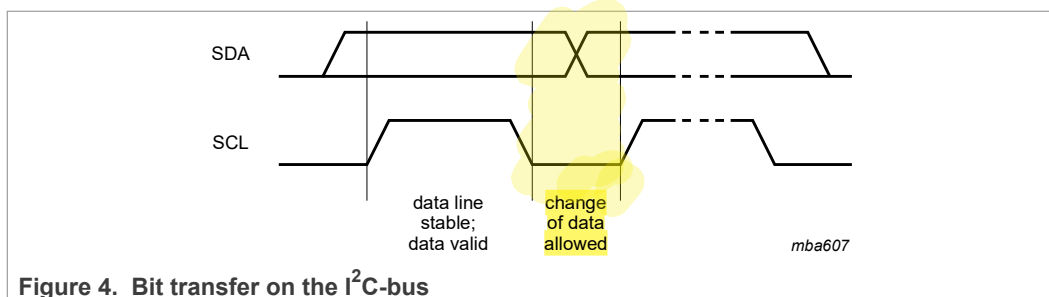 SDA
SCL
data line
stable;
data valid
change
of data
allowed
mba607
Figure 4. Bit transfer on the I²C-bus